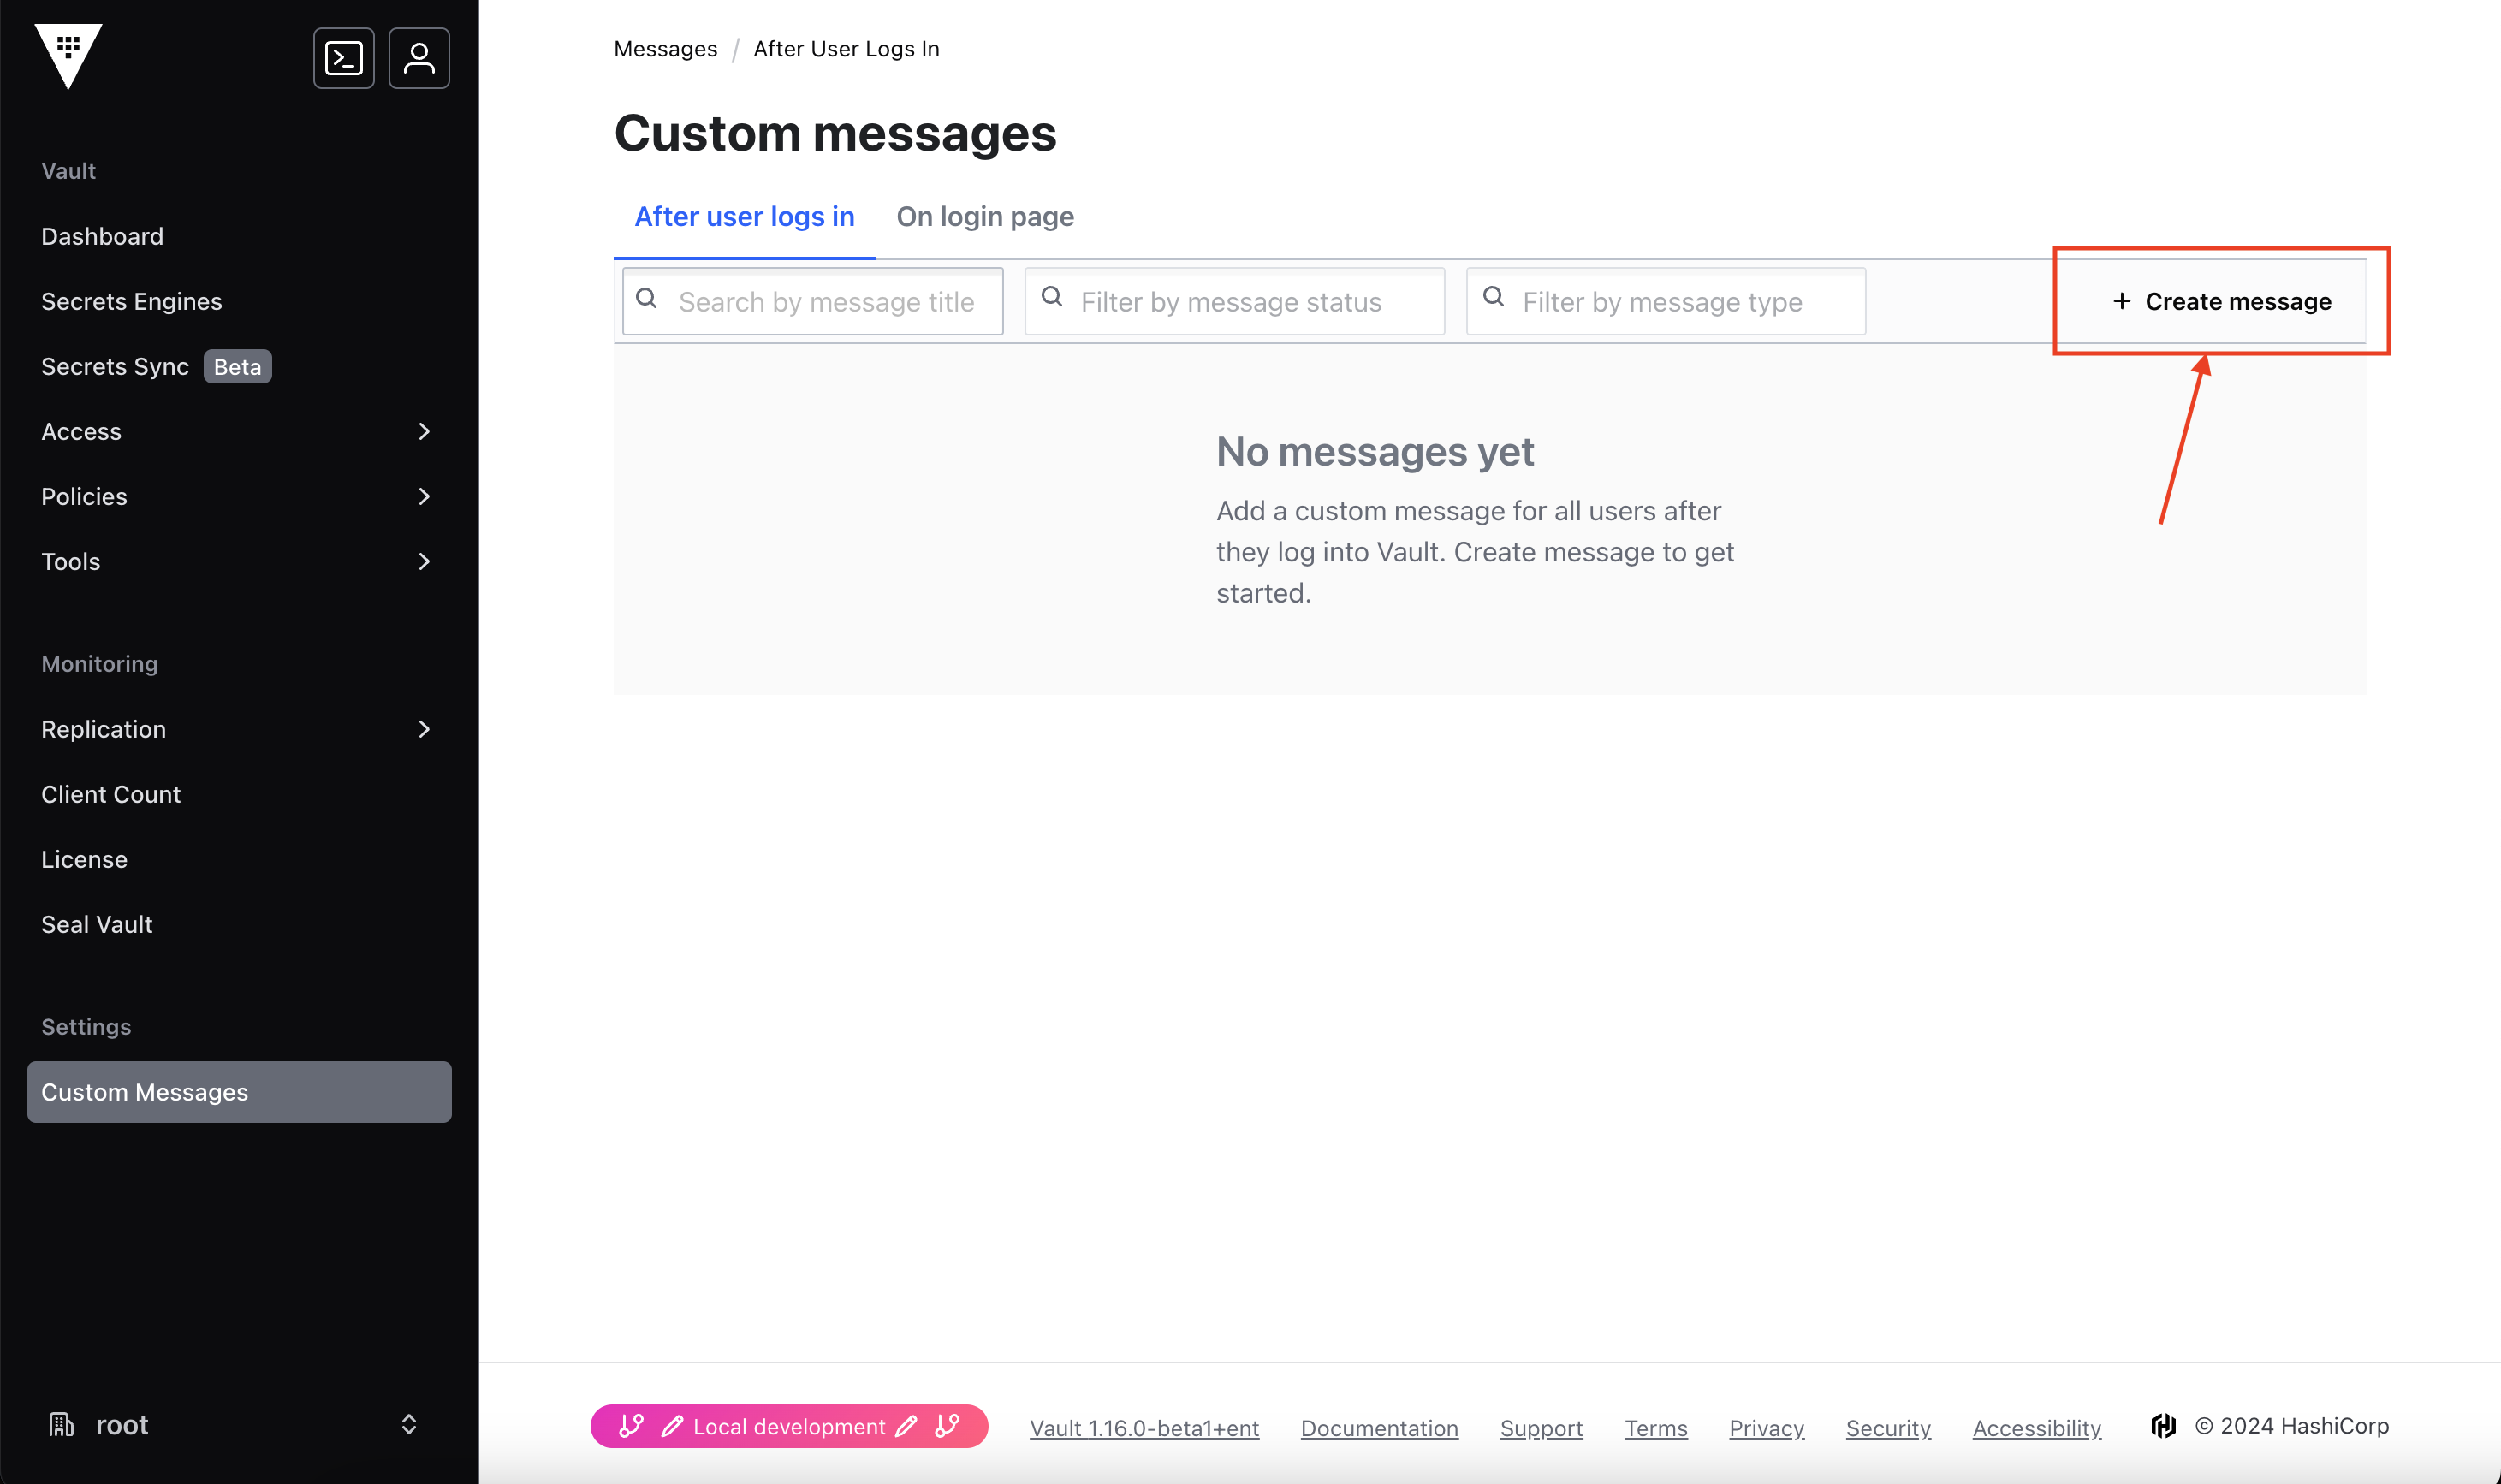 Vault
Dashboard
Secrets Engines
Secrets Sync Beta
Access
Policies
Tools
Monitoring
Replication
Client Count
License
Seal Vault
Settings
Custom Messages
root
Messages / After User Logs In
Custom messages
After user logs in On login page
Search by message title Filter by message status Filter by message type + Create message
No messages yet
Add a custom message for all users after
they log into Vault. Create message to get
started.
Local development Vault 1.16.0-beta1+ent Documentation Support Terms Privacy Security Accessibility © 2024 HashiCorp